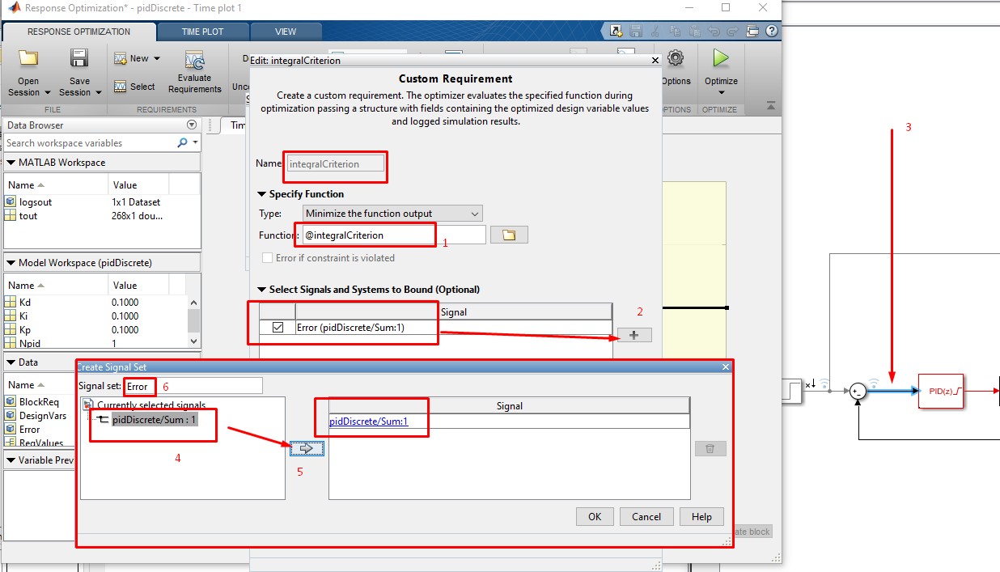 Response Optimization* - pidDiscrete - Time plot 1
RESPONSE OPTIMIZATION
TIME PLOT
VIEW
Open
Session
Save
Session
FILE
New
Select
Evaluate
Requirements
REQUIREMENTS
Options
OPTIONS
Optimize
OPTIMIZE
Data Browser
Search workspace variables
MATLAB Workspace
Name Value
logsout 1x1 Dataset
tout 268x1 dou...
Model Workspace (pidDiscrete)
Name Value
Kd 0.1000
Ki 0.1000
Kp 0.1000
Npid 1
Data
Name
BlockReq
DesignVars
Error
ReqValues
Variable Prev
Edit: integralCriterion
Custom Requirement
Create a custom requirement. The optimizer evaluates the specified function during
optimization passing a structure with fields containing the optimized design variable values
and logged simulation results.
Name: integralCriterion
Specify Function
Type: Minimize the function output
Function: @integralCriterion
1
Error if constraint is violated
Select Signals and Systems to Bound (Optional)
Signal
Error (pidDiscrete/Sum:1)
2
+
Create Signal Set
Signal set: Error
6
Currently selected signals
pidDiscrete/Sum : 1
4
5
Signal
pidDiscrete/Sum:1
OK
Cancel
Help
ate block
3
PID(z)